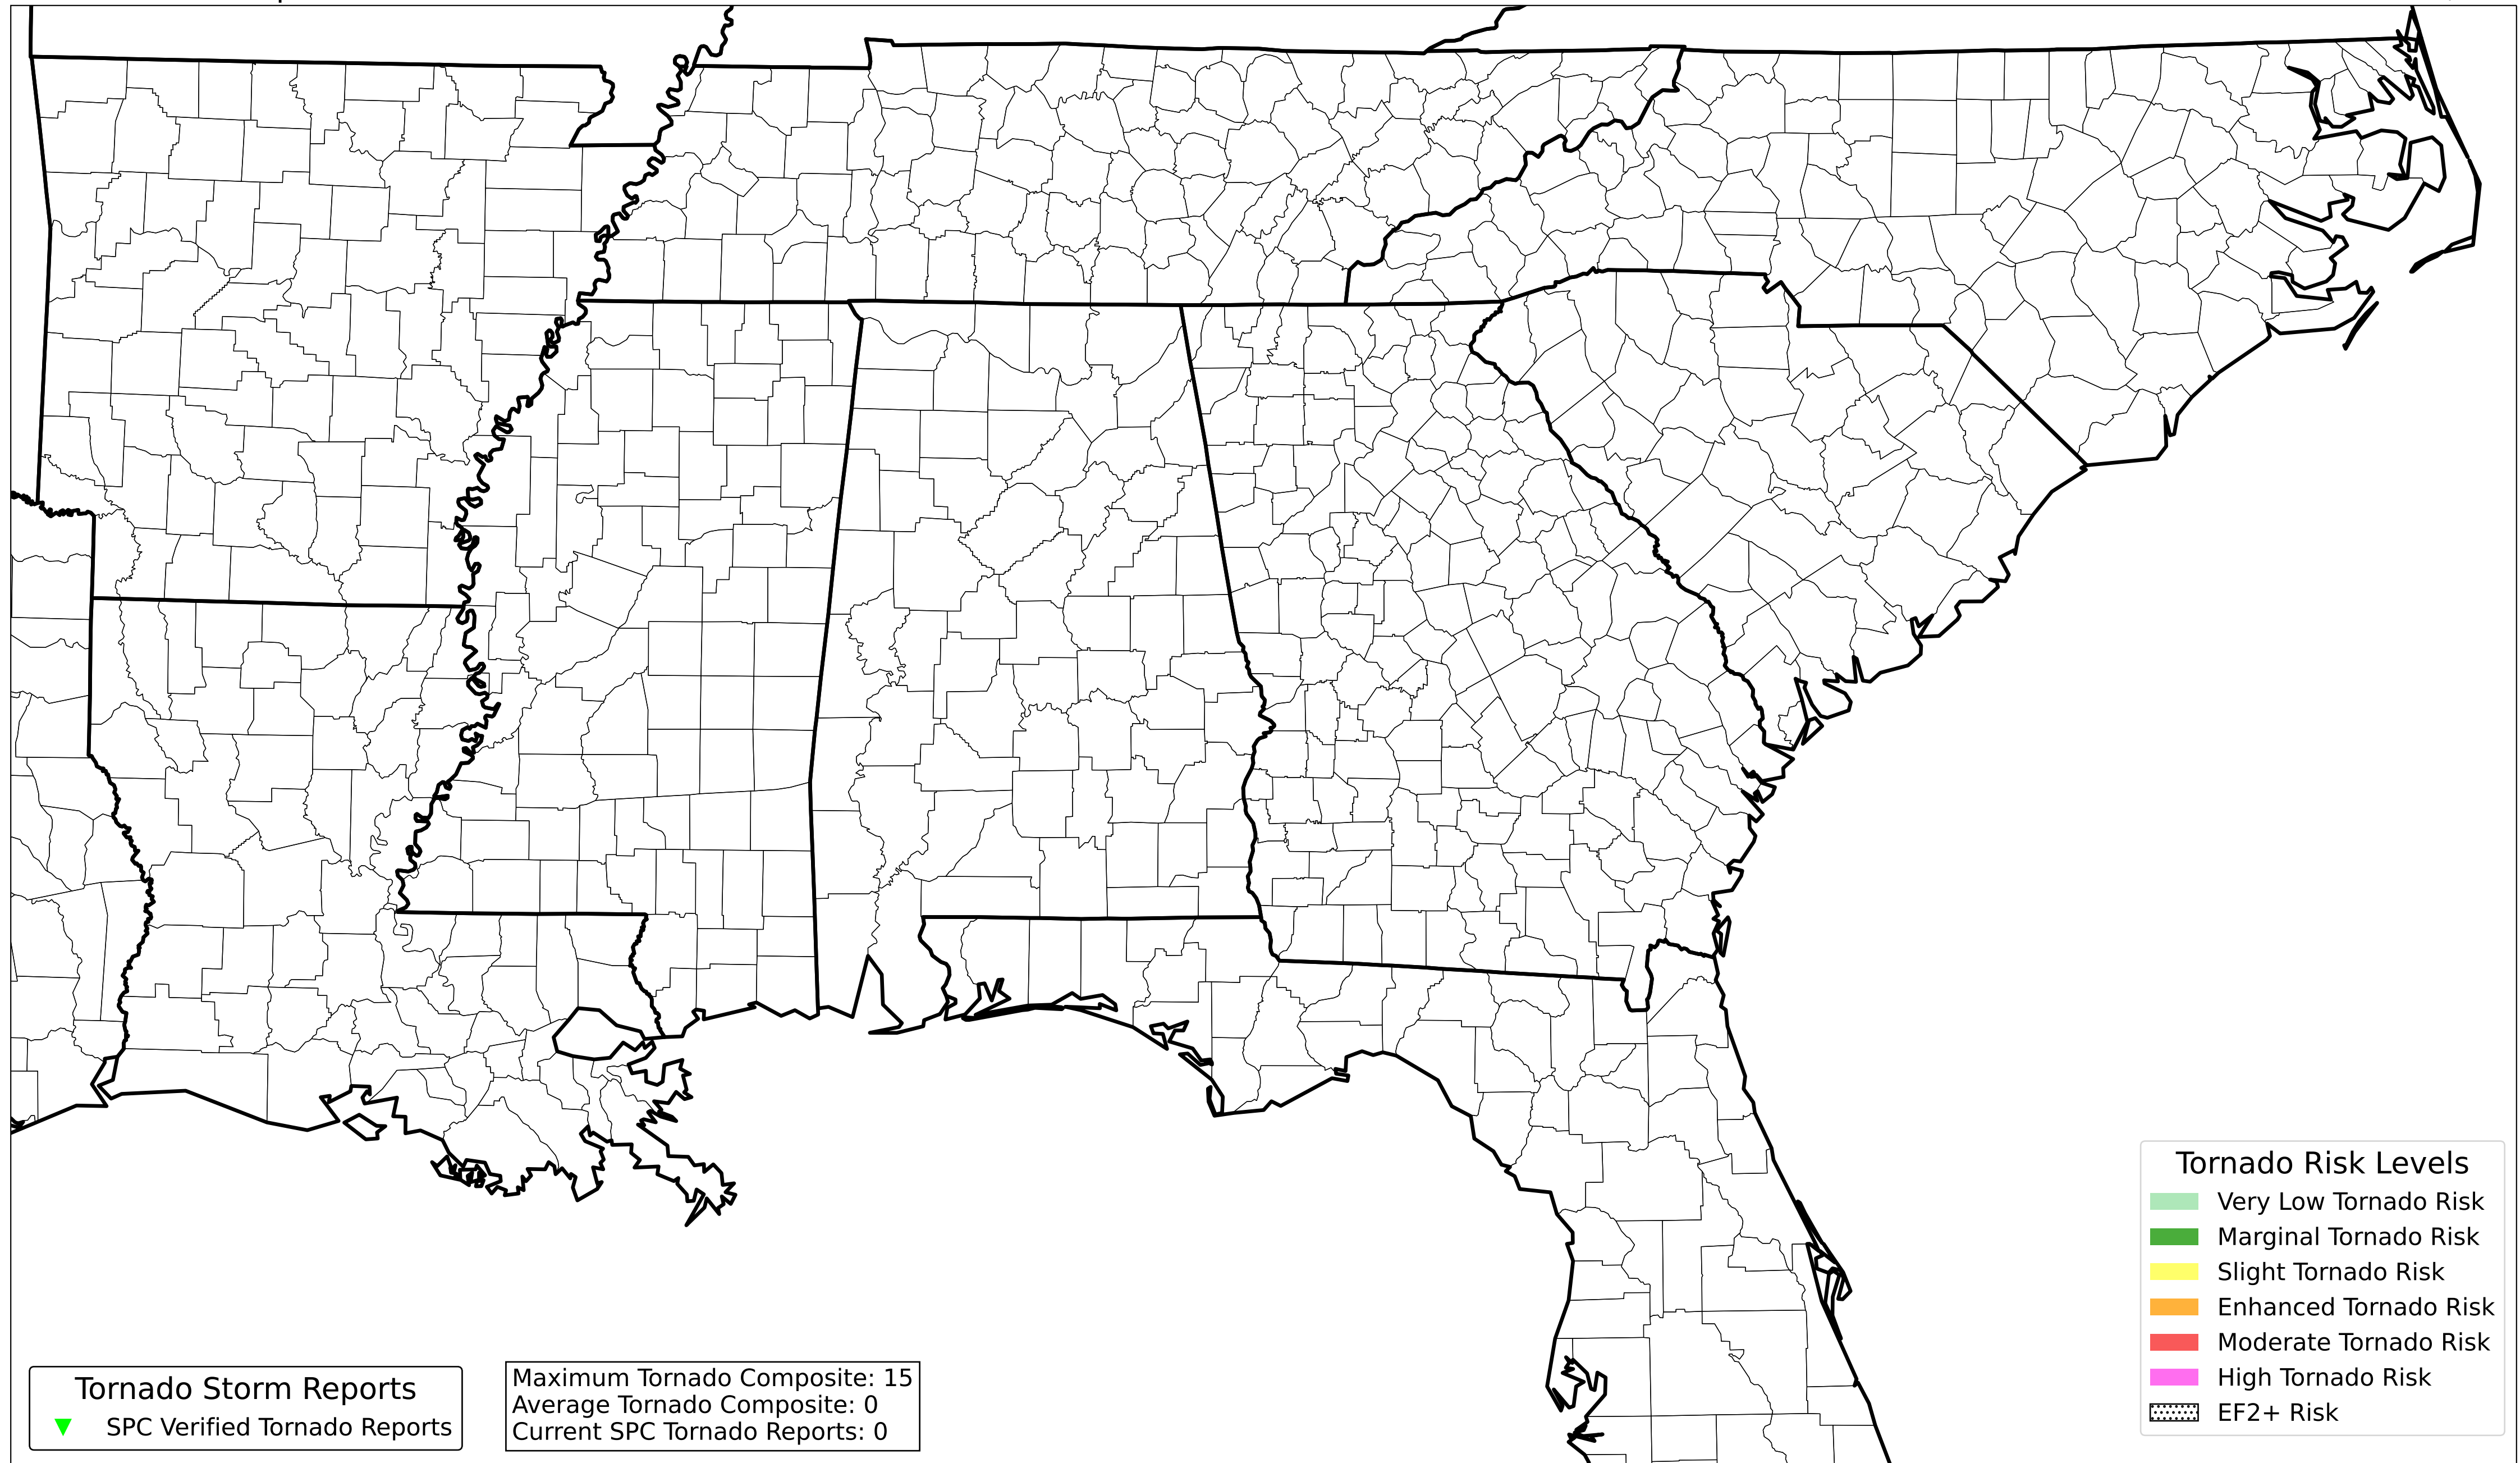 Tornado Storm Reports
SPC Verified Tornado Reports
Maximum Tornado Composite: 15
Average Tornado Composite: 0
Current SPC Tornado Reports: 0
Tornado Risk Levels
Very Low Tornado Risk
Marginal Tornado Risk
Slight Tornado Risk
Enhanced Tornado Risk
Moderate Tornado Risk
High Tornado Risk
EF2+ Risk